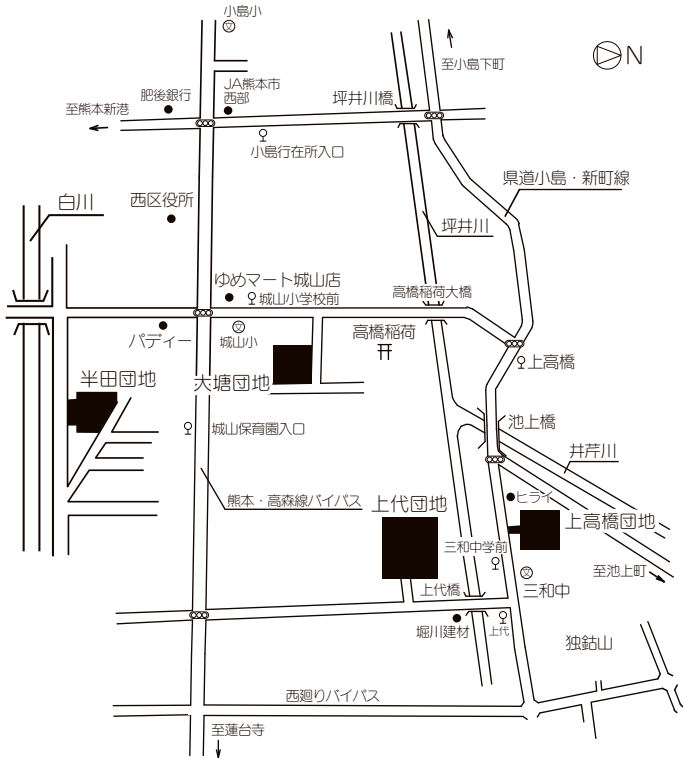 小島小
文
N
至小島下町
JA熊本市
西部
肥後銀行
坪井川橋
至熊本新港
小島行在所入口
県道小島・新町線
白川
西区役所
坪井川
ゆめマート城山店
城山小学校前
高橋稲荷大橋
パディー
文
城山小
高橋稲荷
上高橋
半田団地
大塘団地
池上橋
城山保育園入口
井芹川
熊本・高森線バイパス
上代団地
ヒライ
上高橋団地
三和中学前
文
至池上町
上代橋
三和中
堀川建材
上代
独鈷山
西廻りバイパス
至蓮台寺